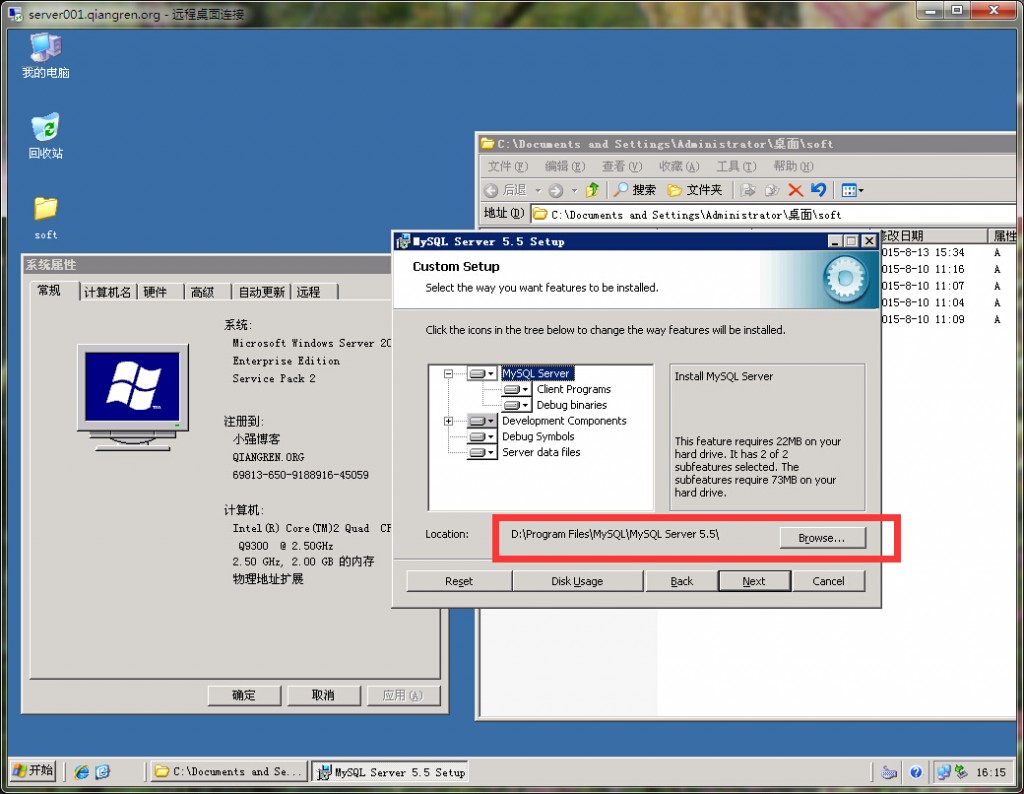 server001.qiangren.org - 远程桌面连接
我的电脑
回收站
soft
C:\Documents and Settings\Administrator\桌面\soft
文件(F) 编辑(E) 查看(V) 收藏(A) 工具(T) 帮助(H)
后退 搜索 文件夹
地址(D) C:\Documents and Settings\Administrator\桌面\soft
修改日期 属性
015-8-13 15:34 A
015-8-10 11:16 A
015-8-10 11:07 A
015-8-10 11:04 A
015-8-10 11:09 A
系统属性
常规 计算机名 硬件 高级 自动更新 远程
系统:
Microsoft Windows Server 20
Enterprise Edition
Service Pack 2
注册到:
小强博客
QIANGREN.ORG
69813-650-9188916-45059
计算机:
Intel(R) Core(TM)2 Quad CP
Q9300 @ 2.50GHz
2.50 GHz, 2.00 GB 的内存
物理地址扩展
确定 取消 应用(A)
MySQL Server 5.5 Setup
Custom Setup
Select the way you want features to be installed.
Click the icons in the tree below to change the way features will be installed.
MySQL Server
Client Programs
Debug binaries
Development Components
Debug Symbols
Server data files
Install MySQL Server
This feature requires 22MB on your
hard drive. It has 2 of 2
subfeatures selected. The
subfeatures require 73MB on your
hard drive.
Location: D:\Program Files\MySQL\MySQL Server 5.5\ Browse...
Reset Disk Usage Back Next Cancel
开始 C:\Documents and Se... MySQL Server 5.5 Setup 16:15